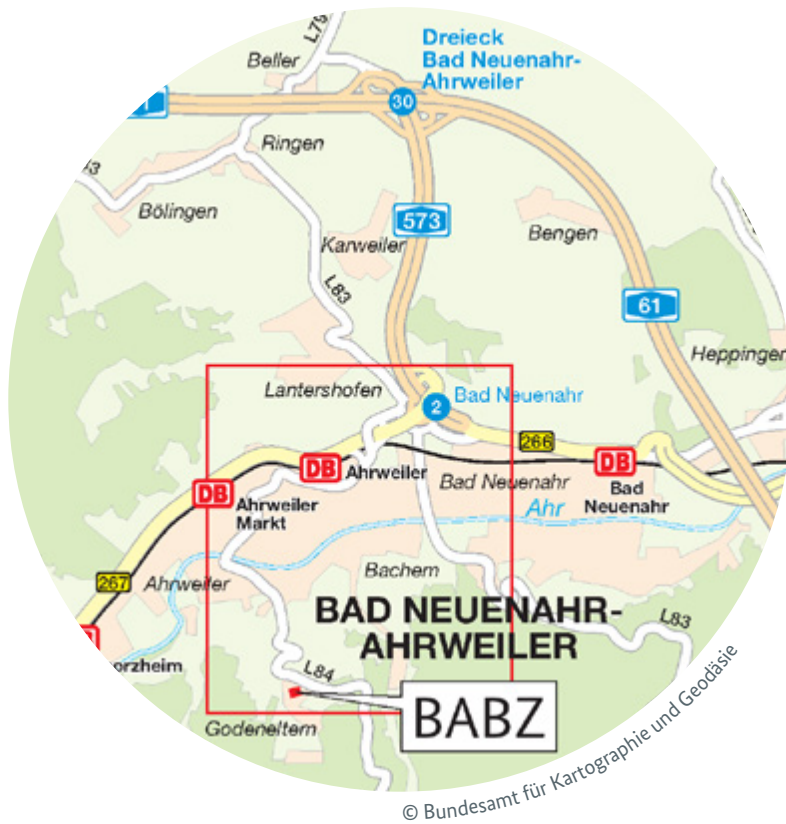 L79
Beller
Dreieck
Bad Neuenahr-
Ahrweiler
30
Ringen
Bölingen
573
Karweiler
Bengen
L83
61
Heppingen
Lantershofen
2
Bad Neuenahr
266
DB
Ahrweiler
DB
Bad Neuenahr
DB
Bad
Neuenahr
Ahrweiler
Markt
Ahr
267
Ahrweiler
Bachem
BAD NEUENAHR-
AHRWEILER
L83
orzheim
L84
BABZ
Godeneltern
© Bundesamt für Kartographie und Geodäsie